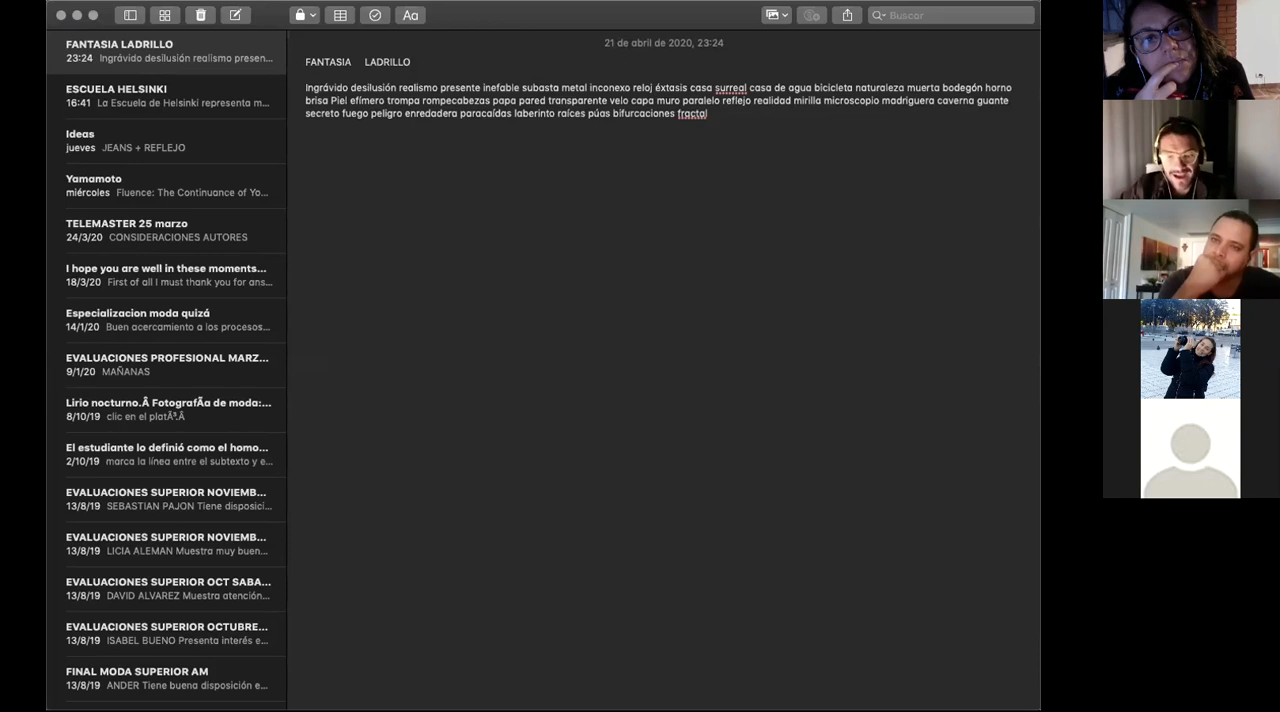 Aa
Buscar
FANTASIA LADRILLO
23:24 Ingrávido desilusión realismo presen...
ESCUELA HELSINKI
16:41 La Escuela de Helsinki representa m...
Ideas
jueves JEANS + REFLEJO
Yamamoto
miércoles Fluence: The Continuance of Yo...
TELEMASTER 25 marzo
24/3/20 CONSIDERACIONES AUTORES
I hope you are well in these moments...
18/3/20 First of all I must thank you for ans...
Especializacion moda quizá
14/1/20 Buen acercamiento a los procesos...
EVALUACIONES PROFESIONAL MARZ...
9/1/20 MAÑANAS
Lirio nocturno.Â FotografÃa de moda:...
8/10/19 clic en el platÃ³.Â
El estudiante lo definió como el homo...
2/10/19 marca la línea entre el subtexto y e...
EVALUACIONES SUPERIOR NOVIEMB...
13/8/19 SEBASTIAN PAJON Tiene disposici...
EVALUACIONES SUPERIOR NOVIEMB...
13/8/19 LICIA ALEMAN Muestra muy buen...
EVALUACIONES SUPERIOR OCT SABA...
13/8/19 DAVID ALVAREZ Muestra atención...
EVALUACIONES SUPERIOR OCTUBRE...
13/8/19 ISABEL BUENO Presenta interés e...
FINAL MODA SUPERIOR AM
13/8/19 ANDER Tiene buena disposición e...
21 de abril de 2020, 23:24
FANTASIA LADRILLO
Ingrávido desilusión realismo presente inefable subasta metal inconexo reloj éxtasis casa surreal casa de agua bicicleta naturaleza muerta bodegón horno
brisa Piel efímero trompa rompecabezas papa pared transparente velo capa muro paralelo reflejo realidad mirilla microscopio madriguera caverna guante
secreto fuego peligro enredadera paracaídas laberinto raíces púas bifurcaciones fractal